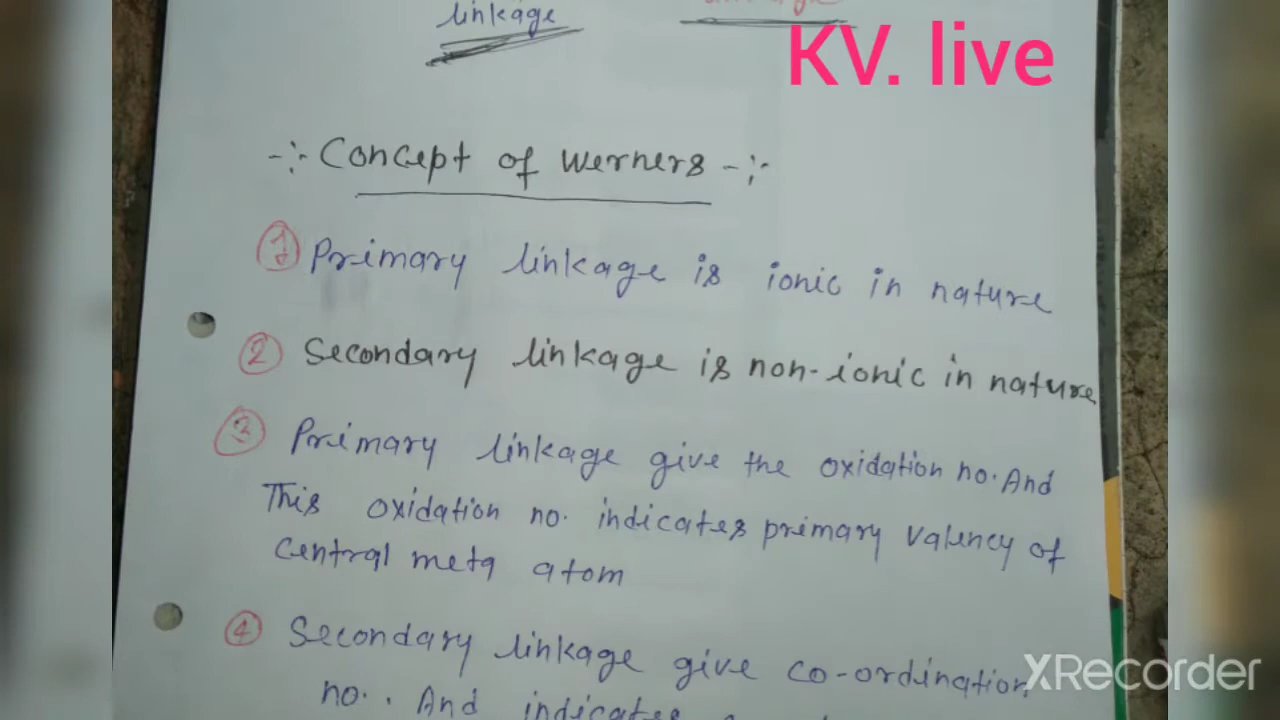 linkage
KV. live
-:- Concept of werners -:-
1 Primary linkage is ionic in nature
2 Secondary linkage is non-ionic in nature
3 Primary linkage give the oxidation no. And
This oxidation no. indicates primary valency of
Central meta atom
4 Secondary linkage give co-ordination
no.. And indicates
XRecorder